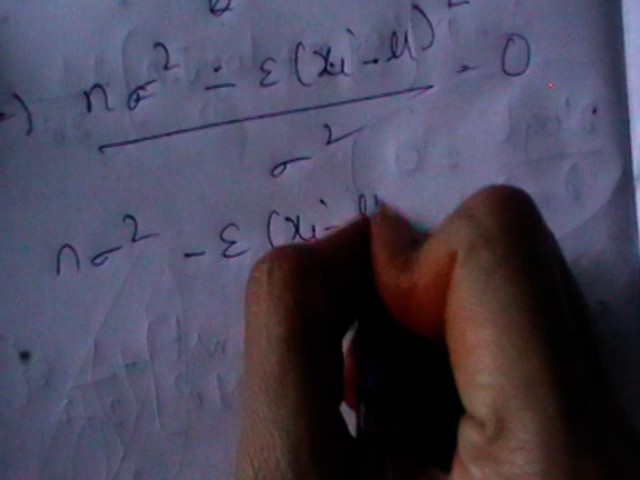 ⇒) nσ² - ε(xi - μ)² = 0
σ²
nσ² - ε(xi - μ